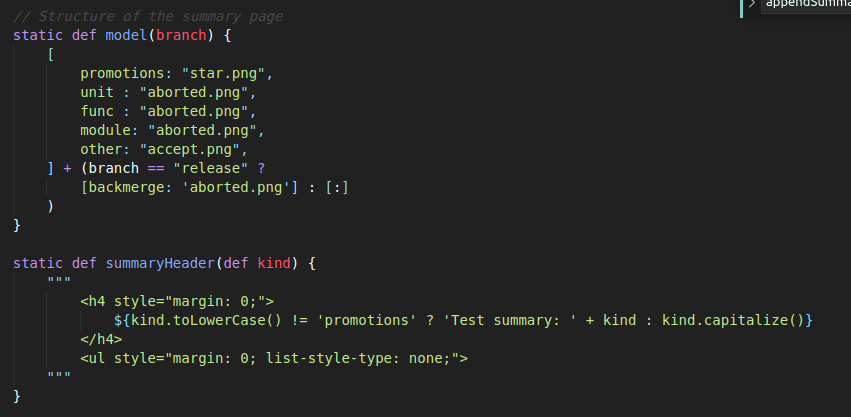 // Structure of the summary page
static def model(branch) {
    [
        promotions: "star.png",
        unit : "aborted.png",
        func : "aborted.png",
        module: "aborted.png",
        other: "accept.png",
    ] + (branch == "release" ?
        [backmerge: 'aborted.png'] : [:]
    )
}

static def summaryHeader(def kind) {
    """
        <h4 style="margin: 0;">
            ${kind.toLowerCase() != 'promotions' ? 'Test summary: ' + kind : kind.capitalize()}
        </h4>
        <ul style="margin: 0; list-style-type: none;">
    """
}
> appendSumma